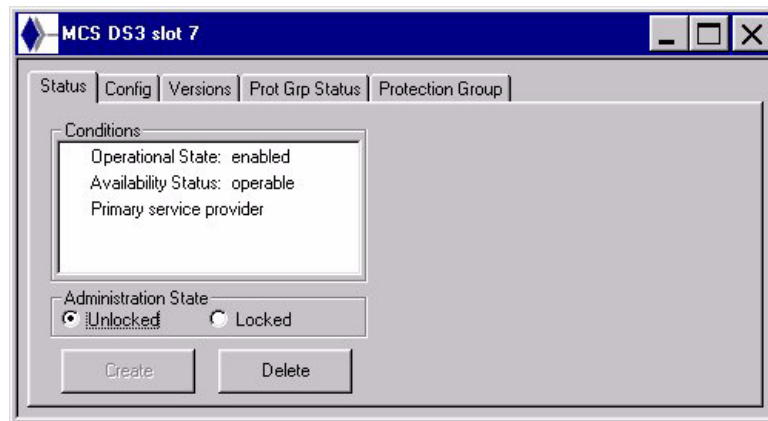 MCS DS3 slot 7
Status Config Versions Prot Grp Status Protection Group
Conditions
Operational State: enabled
Availability Status: operable
Primary service provider
Administration State
Unlocked Locked
Create Delete